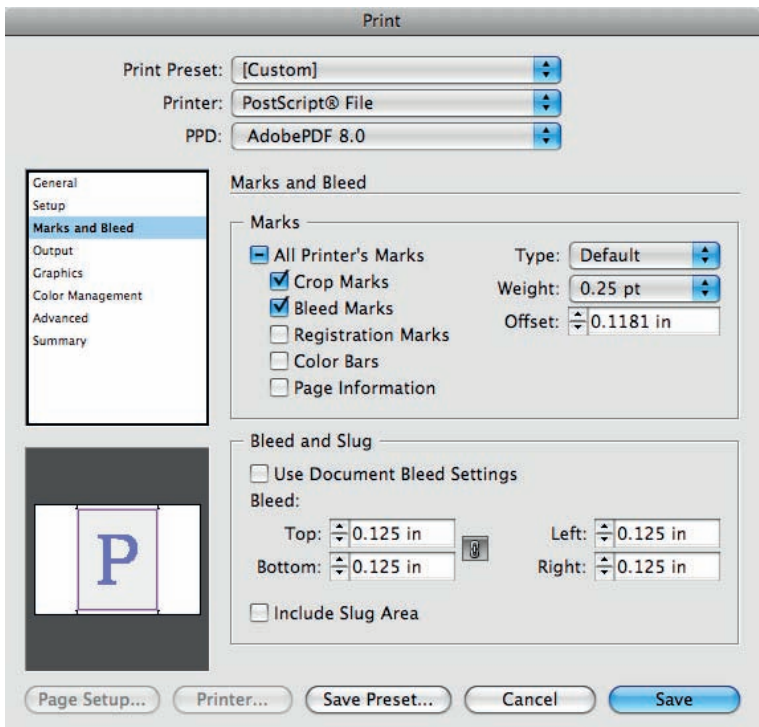 Print
Print Preset: [Custom]
Printer: PostScript® File
PPD: AdobePDF 8.0
General
Setup
Marks and Bleed
Output
Graphics
Color Management
Advanced
Summary
Marks and Bleed
Marks
All Printer's Marks
Crop Marks
Bleed Marks
Registration Marks
Color Bars
Page Information
Type: Default
Weight: 0.25 pt
Offset: 0.1181 in
Bleed and Slug
Use Document Bleed Settings
Bleed:
Top: 0.125 in
Bottom: 0.125 in
Left: 0.125 in
Right: 0.125 in
Include Slug Area
P
Page Setup... Printer... Save Preset... Cancel Save